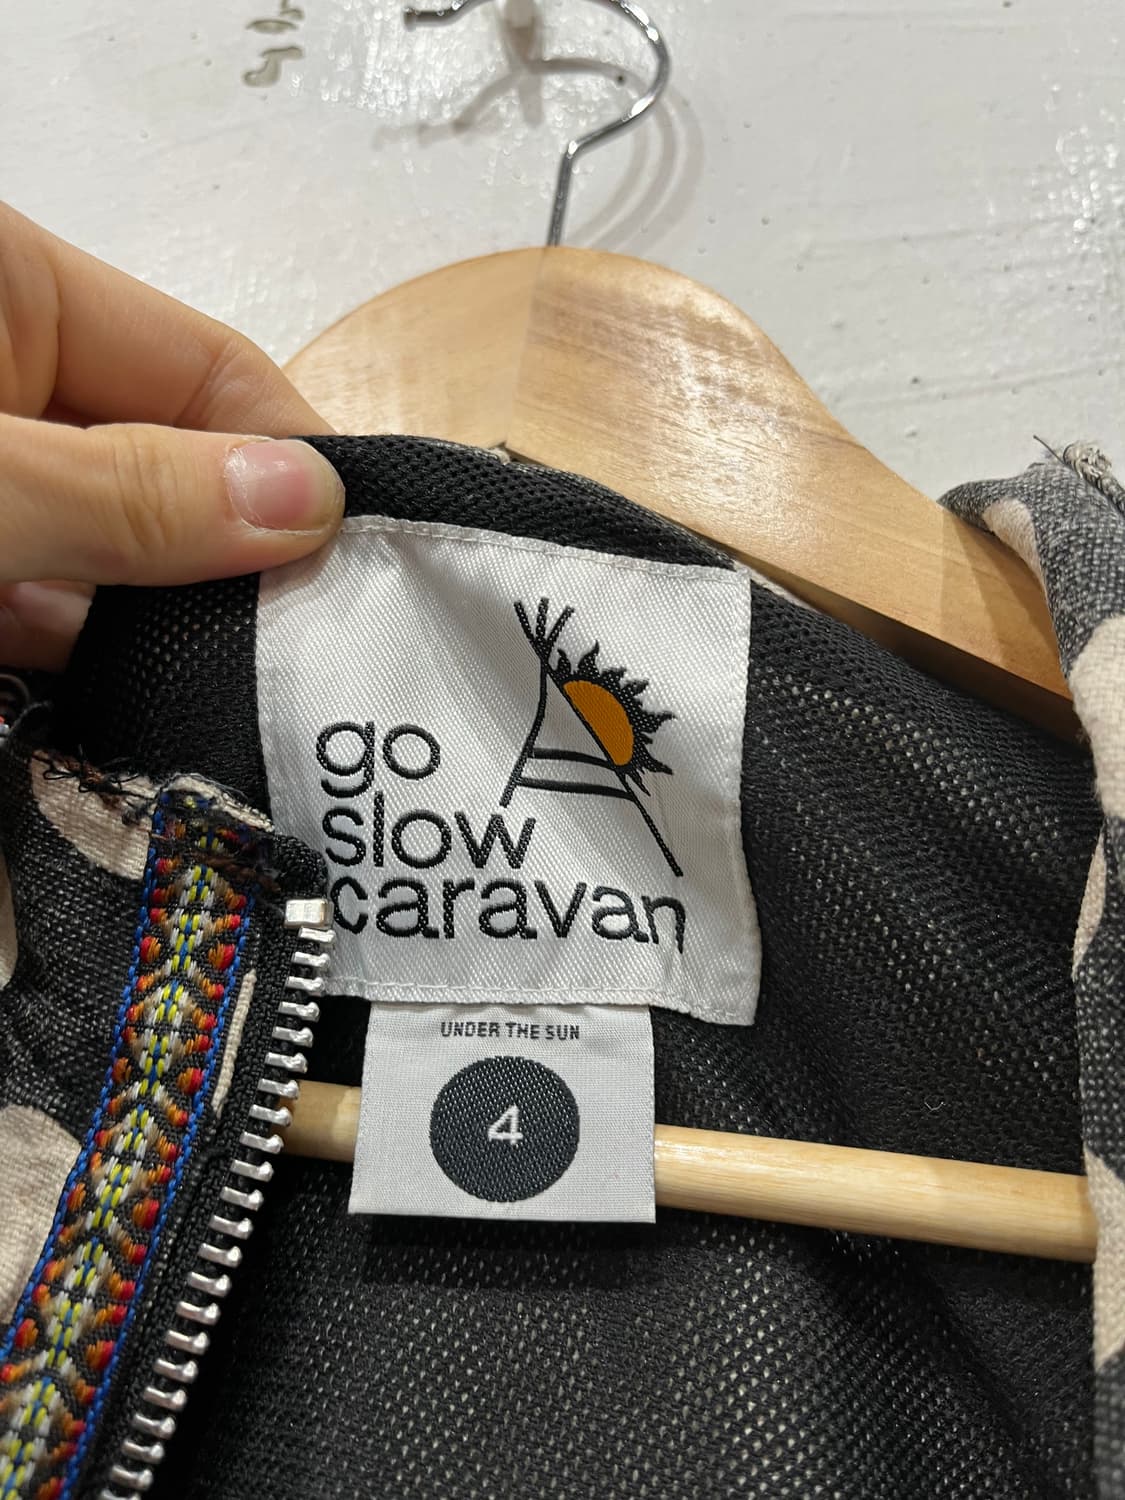 go
slow
caravan
UNDER THE SUN
4